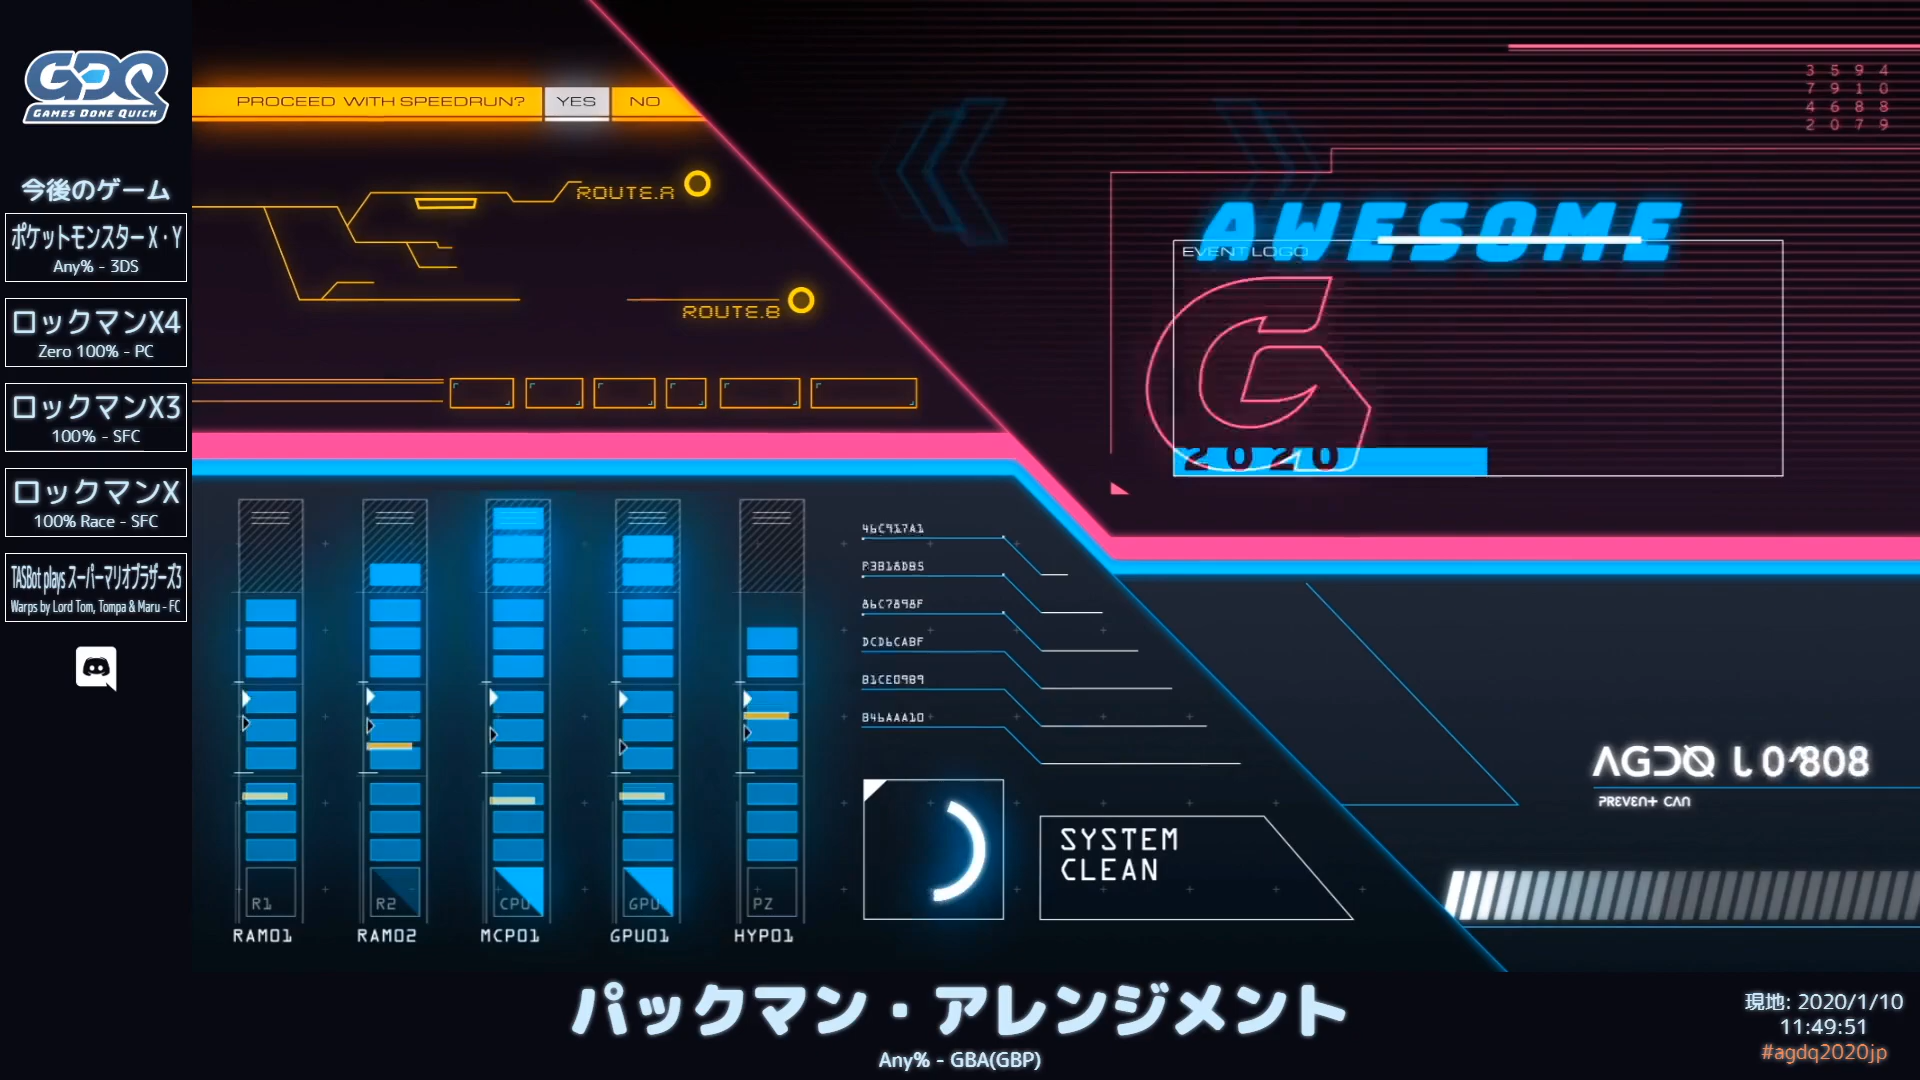 GDQ
GAMES DONE QUICK
今後のゲーム
ポケットモンスター X・Y
Any% - 3DS
ロックマンX4
Zero 100% - PC
ロックマンX3
100% - SFC
ロックマンX
100% Race - SFC
TASBot plays スーパーマリオブラザーズ3
Warps by Lord Tom, Tompa & Maru - FC
PROCEED WITH SPEEDRUN? YES NO
ROUTE.A
ROUTE.B
3 5 9 4
7 9 1 0
4 6 8 8
2 0 7 9
AWESOME
EVENT LOGO
G
2020
46C917A1
F3B18DB5
86C7898F
DCD6CABF
B1CE09B9
B46AAA10
R1 R2 CPU GPU PZ
RAM01 RAM02 MCP01 GPU01 HYP01
SYSTEM
CLEAN
AGDQ
PREVENT CAN
パックマン・アレンジメント
Any% - GBA(GBP)
現地: 2020/1/10
11:49:51
#agdq2020jp